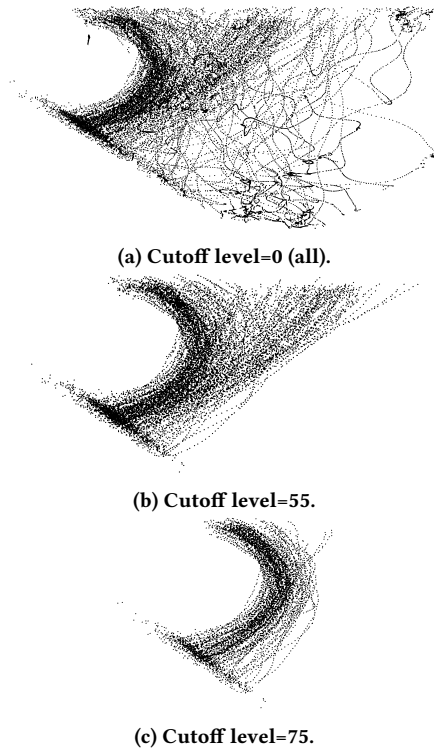 (a) Cutoff level=0 (all).
(b) Cutoff level=55.
(c) Cutoff level=75.